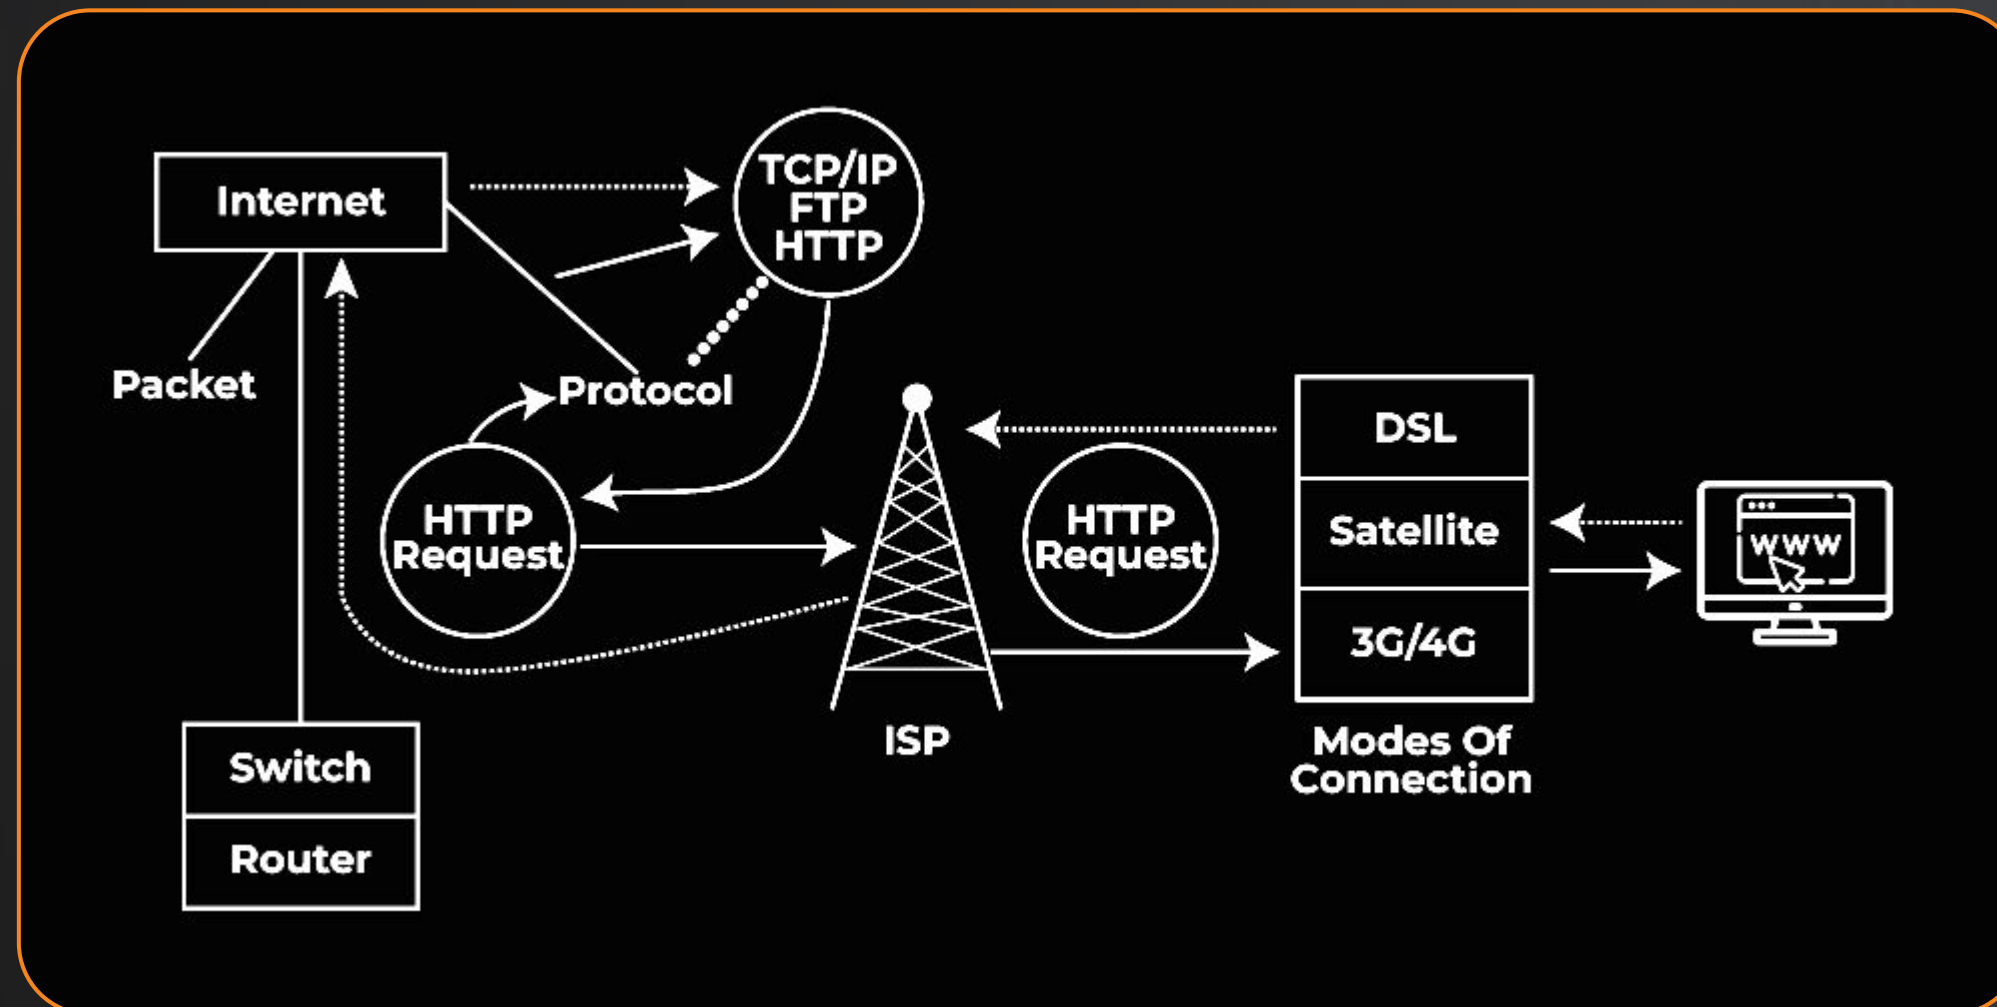 Internet
TCP/IP
FTP
HTTP
Packet
Protocol
HTTP
Request
ISP
HTTP
Request
DSL
Satellite
3G/4G
Modes Of
Connection
www
Switch
Router